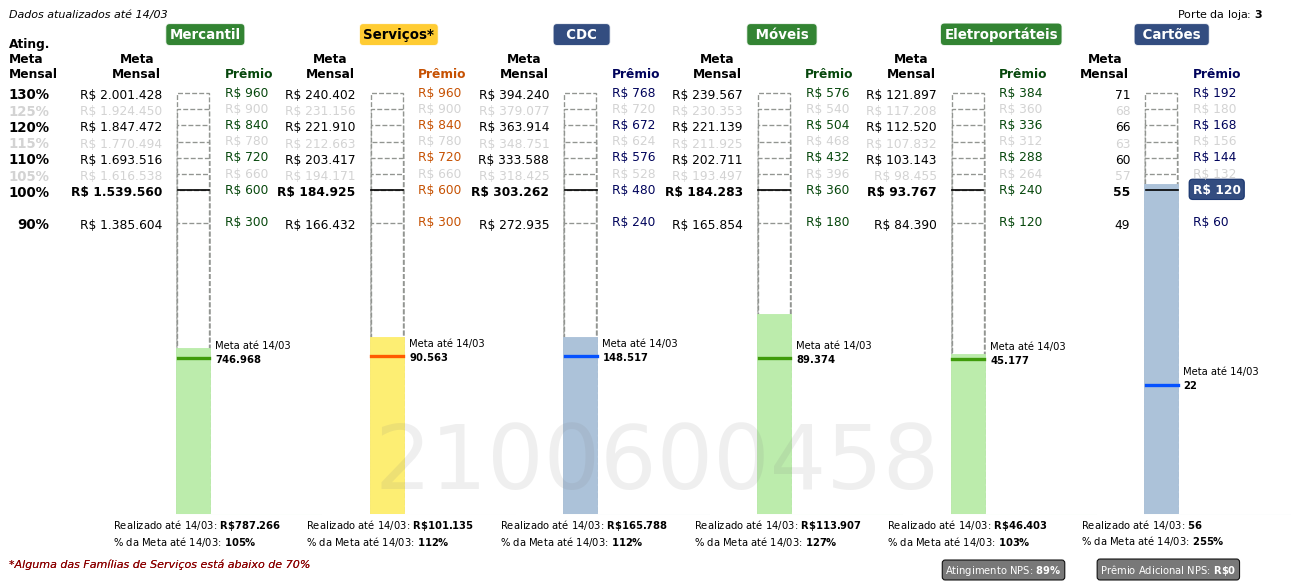 Dados atualizados até 14/03 Porte da loja: 3
Mercantil Serviços* CDC Móveis Eletroportáteis Cartões
Ating. Meta Mensal Meta Mensal Prêmio Meta Mensal Prêmio Meta Mensal Prêmio Meta Mensal Prêmio Meta Mensal Prêmio Meta Mensal Prêmio
130% R$ 2.001.428 R$ 960 R$ 240.402 R$ 960 R$ 394.240 R$ 768 R$ 239.567 R$ 576 R$ 121.897 R$ 384 71 R$ 192
125% R$ 1.924.450 R$ 900 R$ 231.156 R$ 900 R$ 379.077 R$ 720 R$ 230.353 R$ 540 R$ 117.208 R$ 360 68 R$ 180
120% R$ 1.847.472 R$ 840 R$ 221.910 R$ 840 R$ 363.914 R$ 672 R$ 221.139 R$ 504 R$ 112.520 R$ 336 66 R$ 168
115% R$ 1.770.494 R$ 780 R$ 212.663 R$ 780 R$ 348.751 R$ 624 R$ 211.925 R$ 468 R$ 107.832 R$ 312 63 R$ 156
110% R$ 1.693.516 R$ 720 R$ 203.417 R$ 720 R$ 333.588 R$ 576 R$ 202.711 R$ 432 R$ 103.143 R$ 288 60 R$ 144
105% R$ 1.616.538 R$ 660 R$ 194.171 R$ 660 R$ 318.425 R$ 528 R$ 193.497 R$ 396 R$ 98.455 R$ 264 57 R$ 132
100% R$ 1.539.560 R$ 600 R$ 184.925 R$ 600 R$ 303.262 R$ 480 R$ 184.283 R$ 360 R$ 93.767 R$ 240 55 R$ 120
90% R$ 1.385.604 R$ 300 R$ 166.432 R$ 300 R$ 272.935 R$ 240 R$ 165.854 R$ 180 R$ 84.390 R$ 120 49 R$ 60
Meta até 14/03 Meta até 14/03 Meta até 14/03 Meta até 14/03 Meta até 14/03 Meta até 14/03
746.968 90.563 148.517 89.374 45.177 22
2100600458
Realizado até 14/03: R$787.266 Realizado até 14/03: R$101.135 Realizado até 14/03: R$165.788 Realizado até 14/03: R$113.907 Realizado até 14/03: R$46.403 Realizado até 14/03: 56
% da Meta até 14/03: 105% % da Meta até 14/03: 112% % da Meta até 14/03: 112% % da Meta até 14/03: 127% % da Meta até 14/03: 103% % da Meta até 14/03: 255%
*Alguma das Famílias de Serviços está abaixo de 70% Atingimento NPS: 89% Prêmio Adicional NPS: R$0